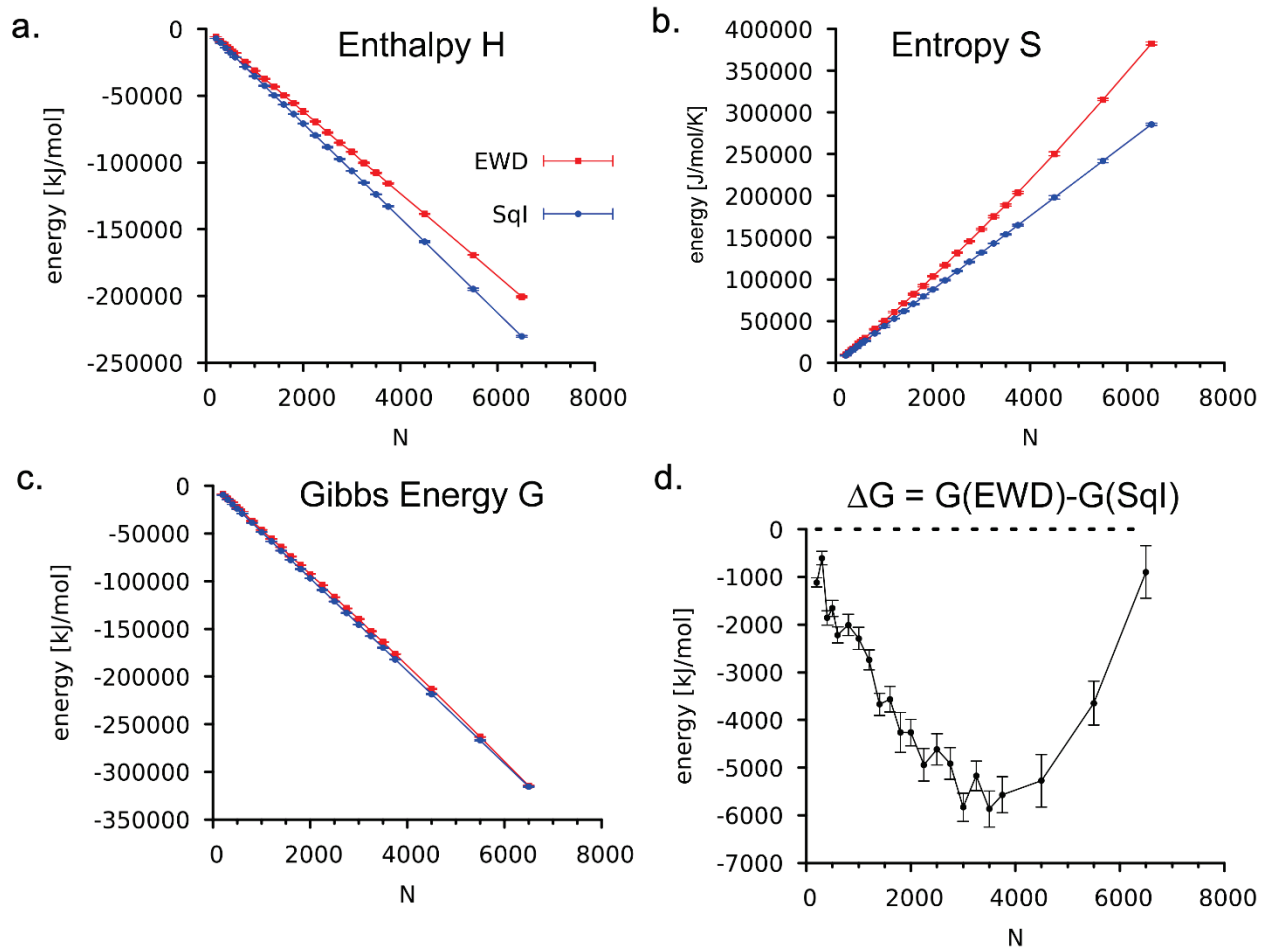 a.
Enthalpy H
energy [kJ/mol]
0
-50000
-100000
-150000
-200000
-250000
EWD
SqI
0 2000 4000 6000 8000
N
b.
Entropy S
energy [J/mol/K]
400000
350000
300000
250000
200000
150000
100000
50000
0
0 2000 4000 6000 8000
N
c.
Gibbs Energy G
energy [kJ/mol]
0
-50000
-100000
-150000
-200000
-250000
-300000
-350000
0 2000 4000 6000 8000
N
d.
ΔG = G(EWD)-G(SqI)
energy [kJ/mol]
0
-1000
-2000
-3000
-4000
-5000
-6000
-7000
0 2000 4000 6000 8000
N